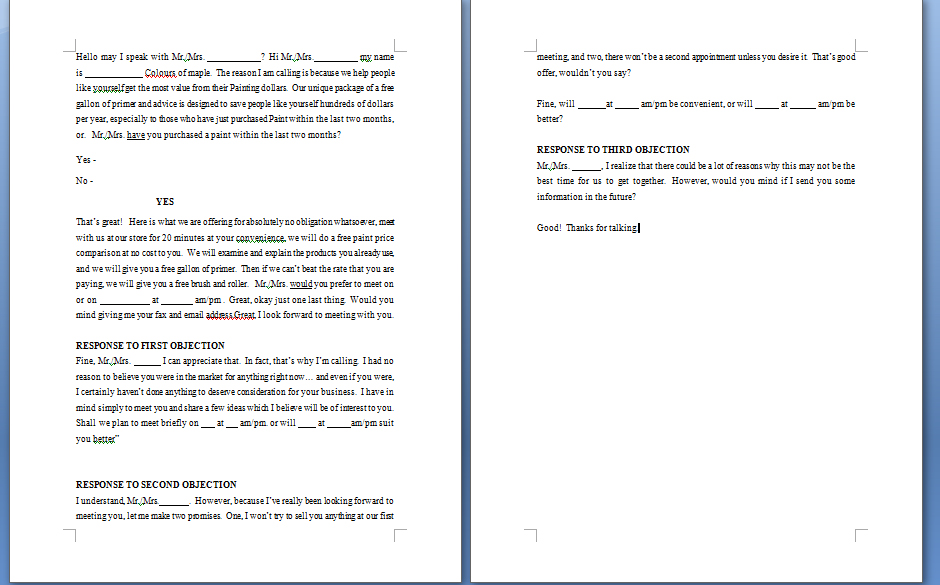 Hello may I speak with Mr./Mrs. ____________? Hi Mr./Mrs. __________ my name
is _____________ Colours of maple. The reason I am calling is because we help people
like yourself get the most value from their Painting dollars. Our unique package of a free
gallon of primer and advice is designed to save people like yourself hundreds of dollars
per year, especially to those who have just purchased Paint within the last two months,
or. Mr./Mrs. have you purchased a paint within the last two months?
Yes -
No -
YES
That's great! Here is what we are offering for absolutely no obligation whatsoever, meet
with us at our store for 20 minutes at your convenience, we will do a free paint price
comparison at no cost to you. We will examine and explain the products you already use,
and we will give you a free gallon of primer. Then if we can't beat the rate that you are
paying, we will give you a free brush and roller. Mr./Mrs. would you prefer to meet on
or on ___________ at _______ am/pm . Great, okay just one last thing. Would you
mind giving me your fax and email address.Great, I look forward to meeting with you.
RESPONSE TO FIRST OBJECTION
Fine, Mr./Mrs. ______ I can appreciate that. In fact, that's why I'm calling. I had no
reason to believe you were in the market for anything right now… and even if you were,
I certainly haven't done anything to deserve consideration for your business. I have in
mind simply to meet you and share a few ideas which I believe will be of interest to you.
Shall we plan to meet briefly on ___ at ___ am/pm. or will ____ at _____am/pm suit
you better"
RESPONSE TO SECOND OBJECTION
I understand, Mr./Mrs.______. However, because I've really been looking forward to
meeting you, let me make two promises. One, I won't try to sell you anything at our first
meeting, and two, there won't be a second appointment unless you desire it. That's good
offer, wouldn't you say?
Fine, will ______at _____ am/pm be convenient, or will _____ at ______ am/pm be
better?
RESPONSE TO THIRD OBJECTION
Mr./Mrs. ______, I realize that there could be a lot of reasons why this may not be the
best time for us to get together. However, would you mind if I send you some
information in the future?
Good! Thanks for talking.